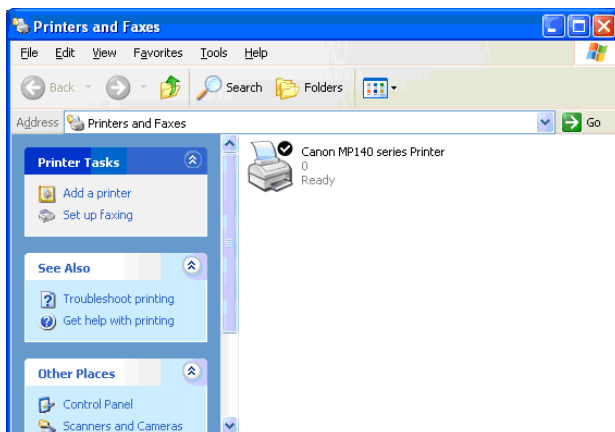 Printers and Faxes
File Edit View Favorites Tools Help
Back Search Folders
Address Printers and Faxes Go
Printer Tasks
Add a printer
Set up faxing
See Also
Troubleshoot printing
Get help with printing
Other Places
Control Panel
Scanners and Cameras
Canon MP140 series Printer
0
Ready